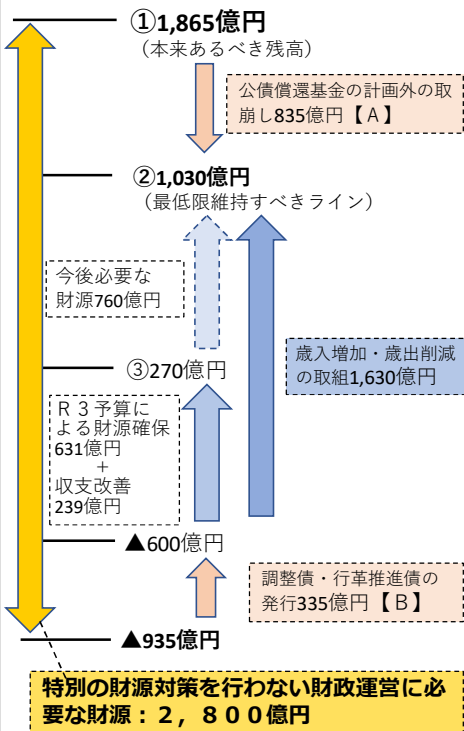 ①1,865億円
(本来あるべき残高)
公債償還基金の計画外の取
崩し835億円【A】
②1,030億円
(最低限維持すべきライン)
今後必要な
財源760億円
歳入増加・歳出削減
の取組1,630億円
③270億円
R3予算に
よる財源確保
631億円
+
収支改善
239億円
▲600億円
調整債・行革推進債の
発行335億円【B】
▲935億円
特別の財源対策を行わない財政運営に必
要な財源:2,800億円